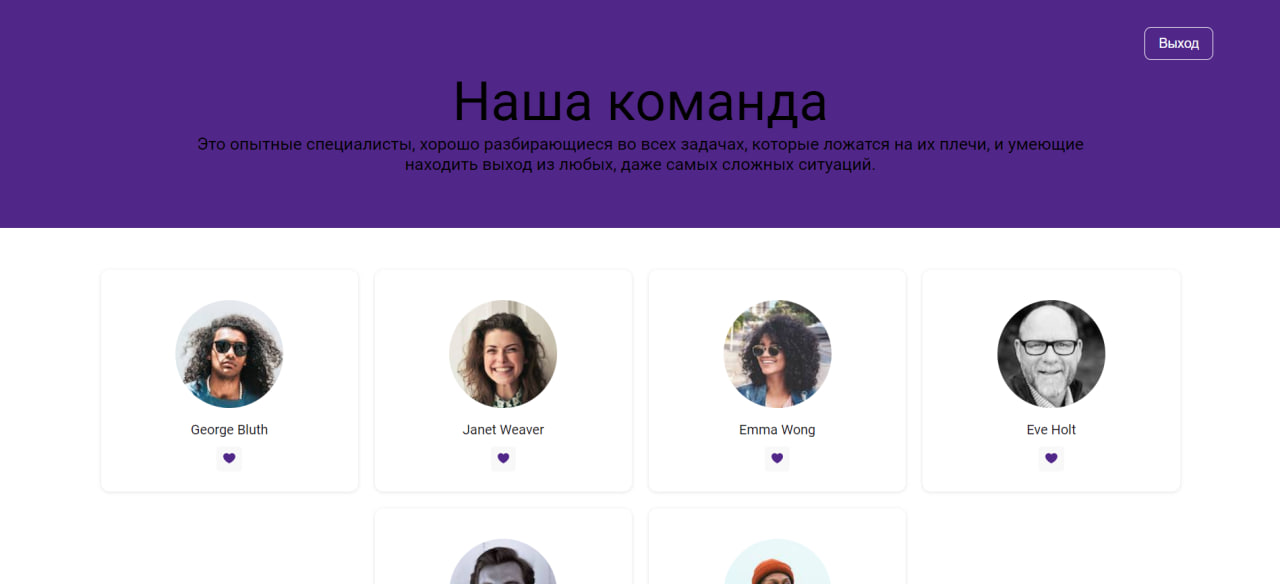 Выход
Наша команда
Это опытные специалисты, хорошо разбирающиеся во всех задачах, которые ложатся на их плечи, и умеющие
находить выход из любых, даже самых сложных ситуаций.
George Bluth
Janet Weaver
Emma Wong
Eve Holt